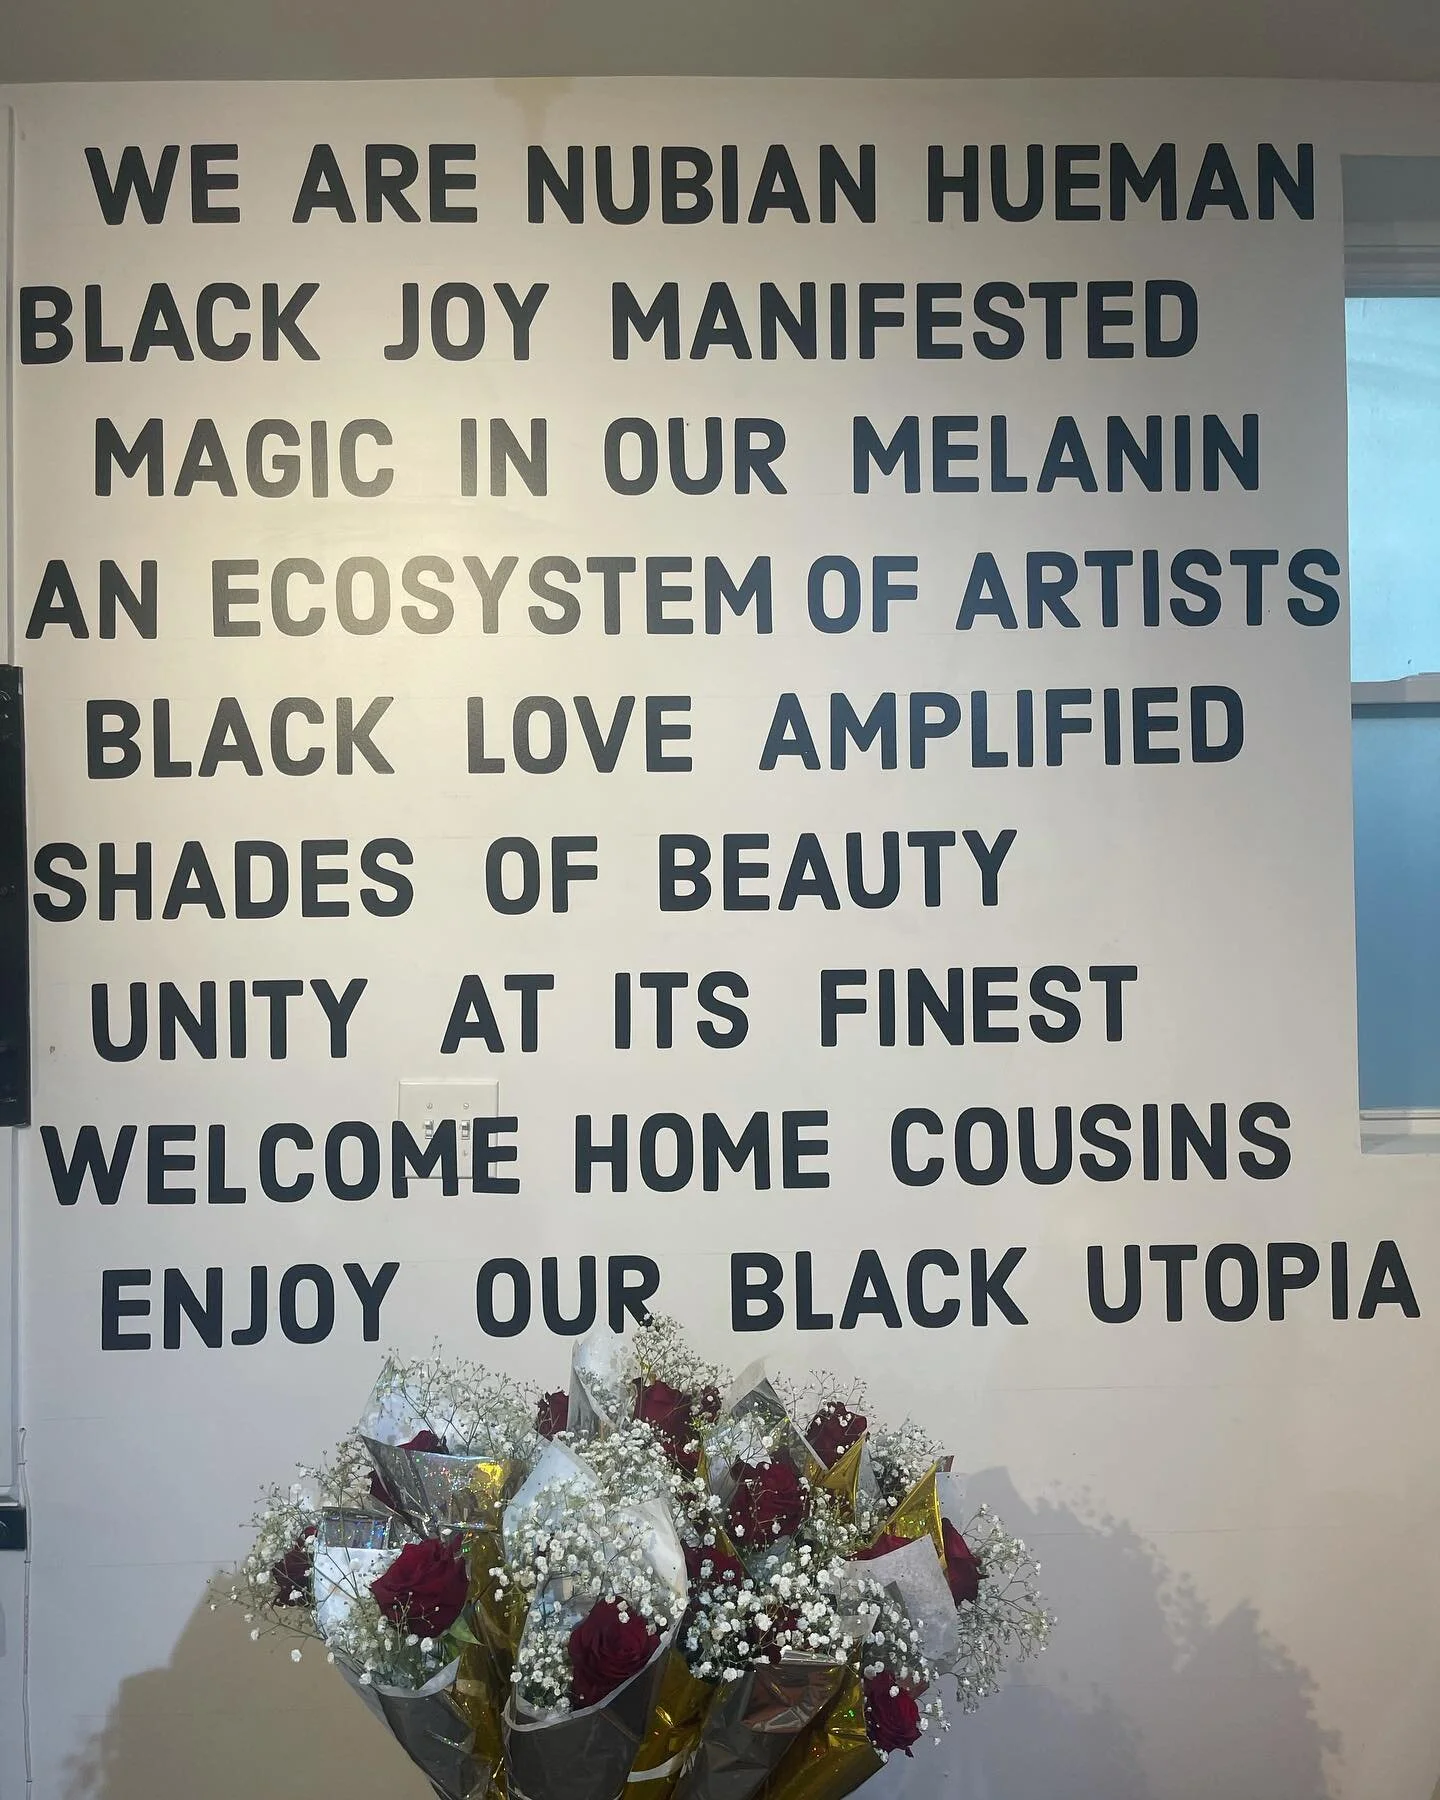 WE ARE NUBIAN HUEMAN
BLACK JOY MANIFESTED
MAGIC IN OUR MELANIN
AN ECOSYSTEM OF ARTISTS
BLACK LOVE AMPLIFIED
SHADES OF BEAUTY
UNITY AT ITS FINEST
WELCOME HOME COUSINS
ENJOY OUR BLACK UTOPIA